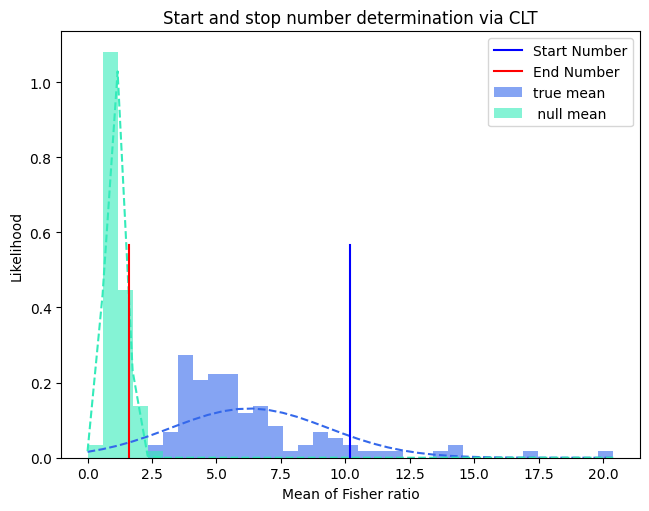 Start and stop number determination via CLT
Start Number
End Number
true mean
null mean
1.0
0.8
0.6
0.4
0.2
0.0
Likelihood
0.0 2.5 5.0 7.5 10.0 12.5 15.0 17.5 20.0
Mean of Fisher ratio